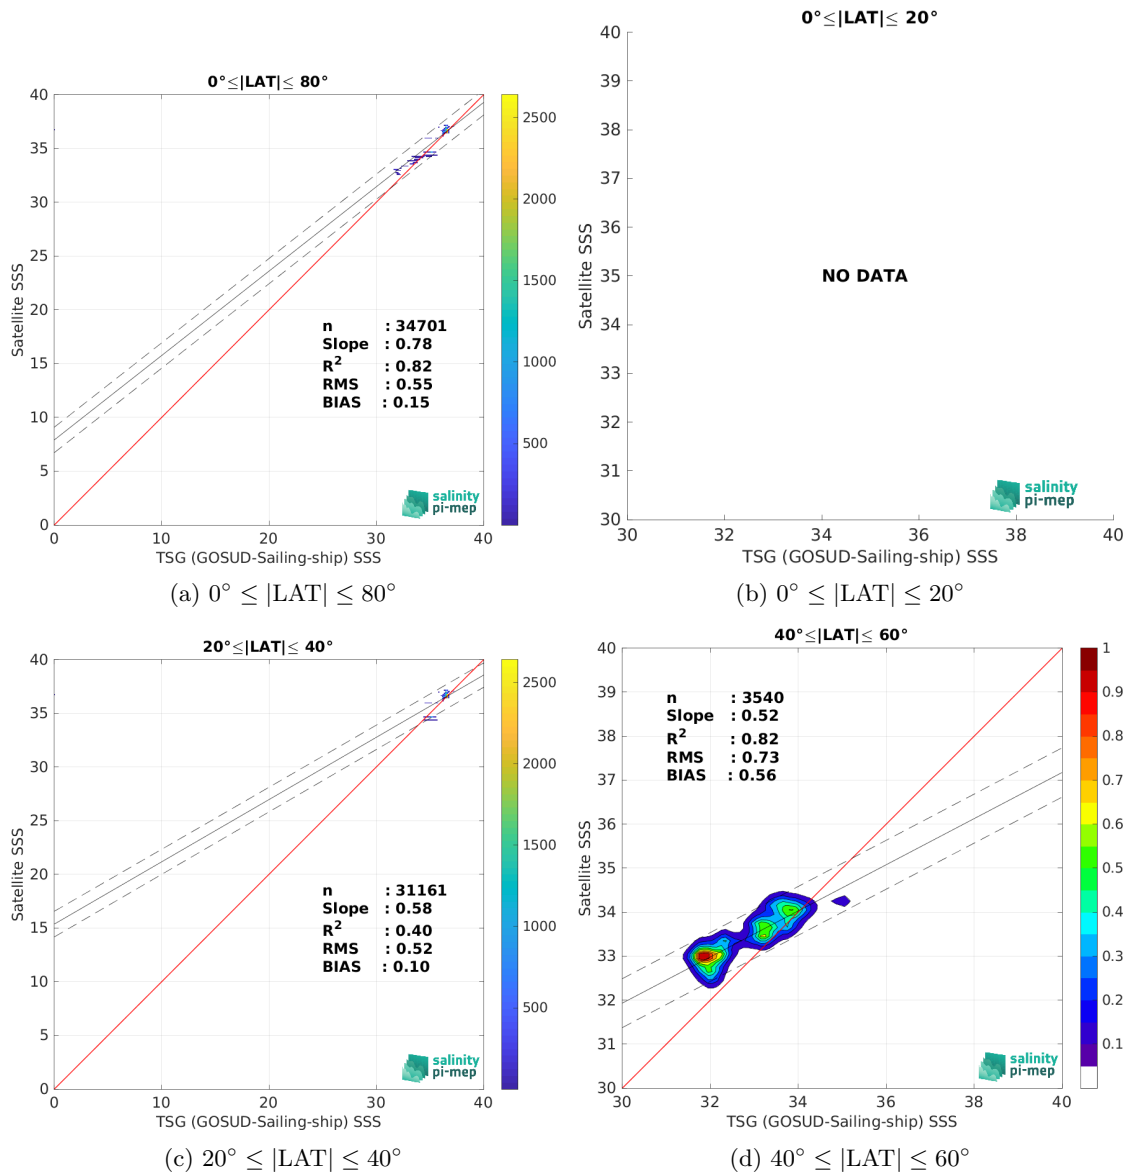 0°≤|LAT|≤ 80°
40
35
30
25
20
15
10
5
0
Satellite SSS
n : 34701
Slope : 0.78
R² : 0.82
RMS : 0.55
BIAS : 0.15
salinity
pi-mep
0 10 20 30 40
TSG (GOSUD-Sailing-ship) SSS
2500
2000
1500
1000
500
(a) 0° ≤ |LAT| ≤ 80°
0°≤|LAT|≤ 20°
40
39
38
37
36
35
34
33
32
31
30
Satellite SSS
NO DATA
salinity
pi-mep
30 32 34 36 38 40
TSG (GOSUD-Sailing-ship) SSS
(b) 0° ≤ |LAT| ≤ 20°
20°≤|LAT|≤ 40°
40
35
30
25
20
15
10
5
0
Satellite SSS
n : 31161
Slope : 0.58
R² : 0.40
RMS : 0.52
BIAS : 0.10
salinity
pi-mep
0 10 20 30 40
TSG (GOSUD-Sailing-ship) SSS
2500
2000
1500
1000
500
(c) 20° ≤ |LAT| ≤ 40°
40°≤|LAT|≤ 60°
40
39
38
37
36
35
34
33
32
31
30
Satellite SSS
n : 3540
Slope : 0.52
R² : 0.82
RMS : 0.73
BIAS : 0.56
salinity
pi-mep
30 32 34 36 38 40
TSG (GOSUD-Sailing-ship) SSS
1
0.9
0.8
0.7
0.6
0.5
0.4
0.3
0.2
0.1
(d) 40° ≤ |LAT| ≤ 60°